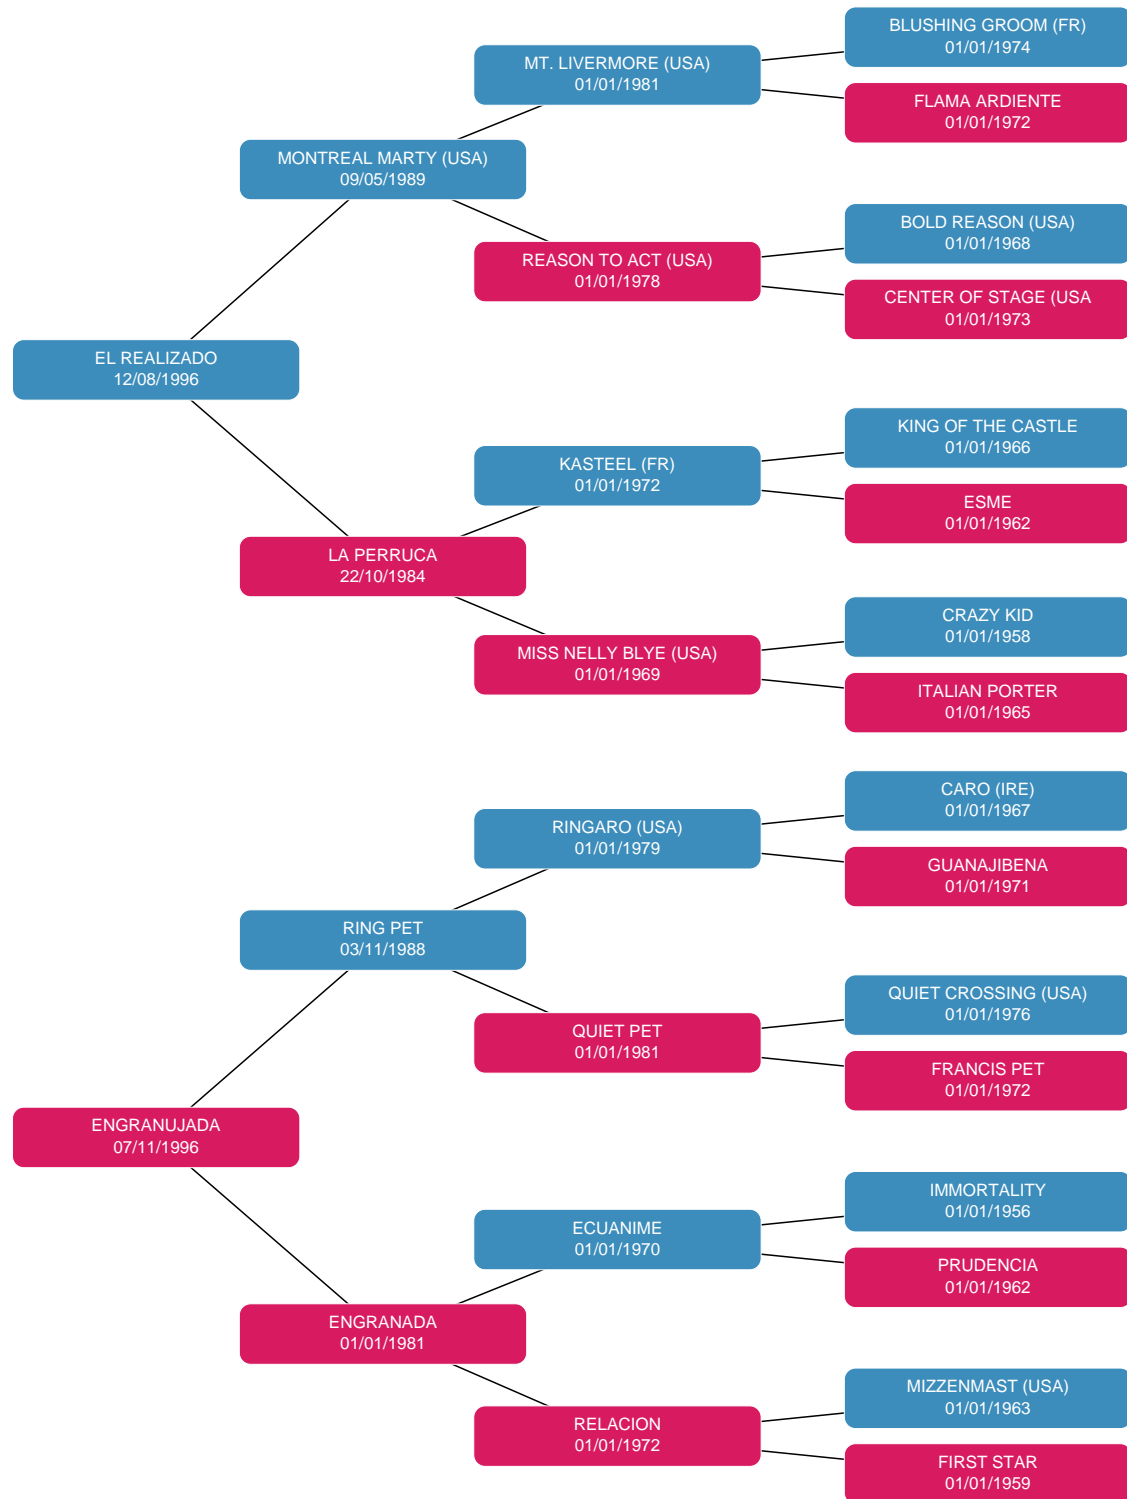 BLUSHING GROOM (FR)
01/01/1974
MT. LIVERMORE (USA)
01/01/1981
FLAMA ARDIENTE
01/01/1972
MONTREAL MARTY (USA)
09/05/1989
BOLD REASON (USA)
01/01/1968
REASON TO ACT (USA)
01/01/1978
CENTER OF STAGE (USA
01/01/1973
EL REALIZADO
12/08/1996
KING OF THE CASTLE
01/01/1966
KASTEEL (FR)
01/01/1972
ESME
01/01/1962
LA PERRUCA
22/10/1984
CRAZY KID
01/01/1958
MISS NELLY BLYE (USA)
01/01/1969
ITALIAN PORTER
01/01/1965
CARO (IRE)
01/01/1967
RINGARO (USA)
01/01/1979
GUANAJIBENA
01/01/1971
RING PET
03/11/1988
QUIET CROSSING (USA)
01/01/1976
QUIET PET
01/01/1981
FRANCIS PET
01/01/1972
ENGRANUJADA
07/11/1996
IMMORTALITY
01/01/1956
ECUANIME
01/01/1970
PRUDENCIA
01/01/1962
ENGRANADA
01/01/1981
MIZZENMAST (USA)
01/01/1963
RELACION
01/01/1972
FIRST STAR
01/01/1959